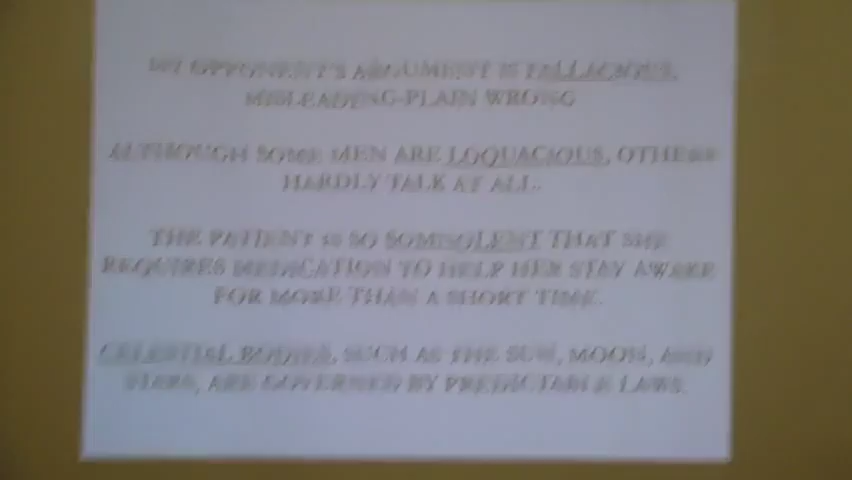 MY OPPONENT'S ARGUMENT IS FALLACIOUS,
MISLEADING-PLAIN WRONG
ALTHOUGH SOME MEN ARE LOQUACIOUS, OTHERS
HARDLY TALK AT ALL.
THE PATIENT IS SO SOMNOLENT THAT SHE
REQUIRES MEDICATION TO HELP HER STAY AWAKE
FOR MORE THAN A SHORT TIME.
CELESTIAL BODIES, SUCH AS THE SUN, MOON, AND
STARS, ARE GOVERNED BY PREDICTABLE LAWS.